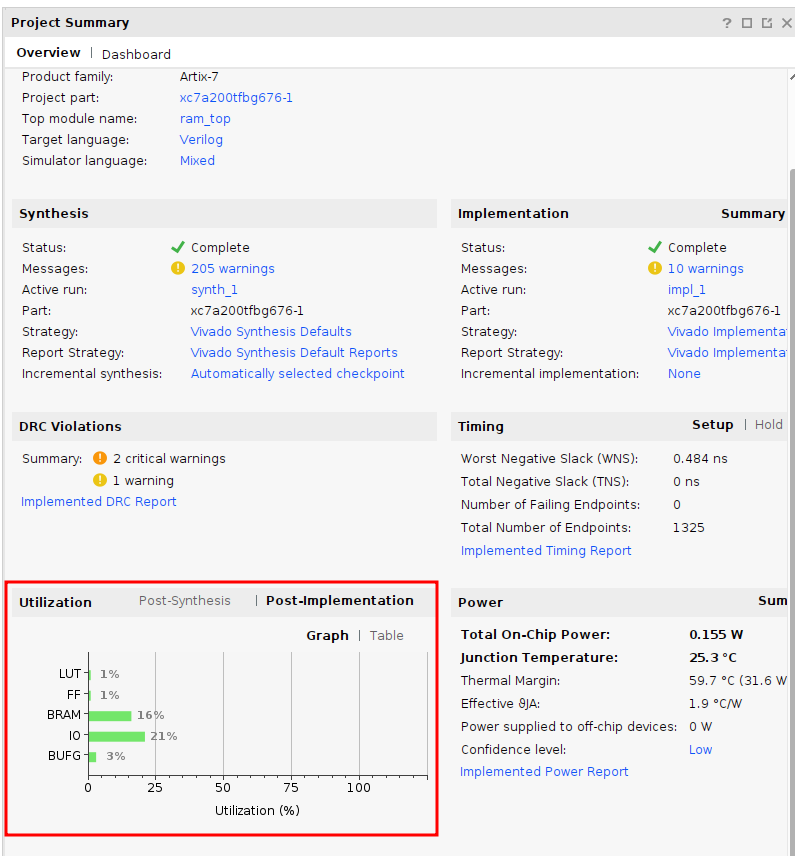 Project Summary
Overview | Dashboard
Product family: Artix-7
Project part: xc7a200tfbg676-1
Top module name: ram_top
Target language: Verilog
Simulator language: Mixed
Synthesis
Status: Complete
Messages: 205 warnings
Active run: synth_1
Part: xc7a200tfbg676-1
Strategy: Vivado Synthesis Defaults
Report Strategy: Vivado Synthesis Default Reports
Incremental synthesis: Automatically selected checkpoint
Implementation Summary
Status: Complete
Messages: 10 warnings
Active run: impl_1
Part: xc7a200tfbg676-1
Strategy: Vivado Implementa
Report Strategy: Vivado Implementa
Incremental implementation: None
DRC Violations
Summary: 2 critical warnings
1 warning
Implemented DRC Report
Timing Setup | Hold
Worst Negative Slack (WNS): 0.484 ns
Total Negative Slack (TNS): 0 ns
Number of Failing Endpoints: 0
Total Number of Endpoints: 1325
Implemented Timing Report
Utilization Post-Synthesis | Post-Implementation
Graph | Table
LUT 1%
FF 1%
BRAM 16%
IO 21%
BUFG 3%
0 25 50 75 100
Utilization (%)
Power Sum
Total On-Chip Power: 0.155 W
Junction Temperature: 25.3 °C
Thermal Margin: 59.7 °C (31.6 W
Effective ϑJA: 1.9 °C/W
Power supplied to off-chip devices: 0 W
Confidence level: Low
Implemented Power Report